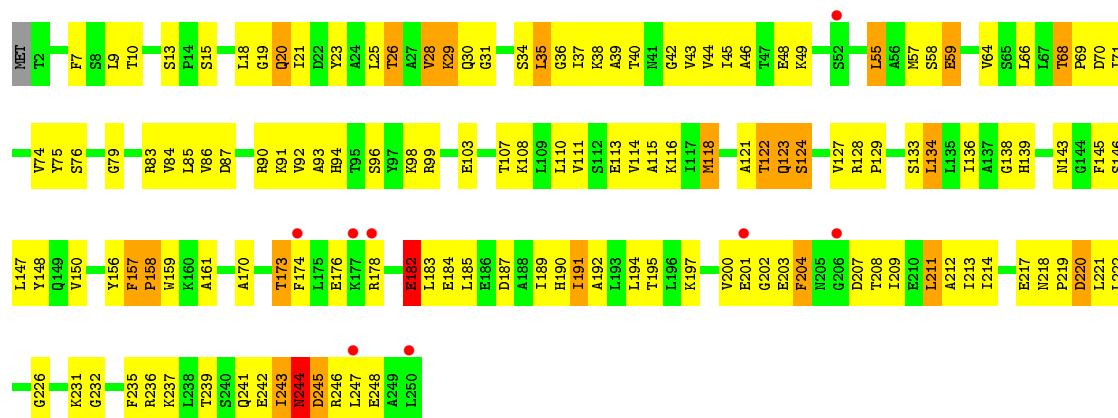 MET T2 F7 S8 L9 T10 S13 P14 S15 L18 G19 Q20 I21 D22 Y23 A24 L25 T26 A27 V28 K29 Q30 G31 S34 L35 G36 I37 K38 A39 T40 N41 G42 V43 V44 I45 A46 T47 E48 K49 S52 L55 A56 M57 S58 E59 V64 S65 L66 L67 T68 P69 D70 I71
V74 Y75 S76 G79 R83 V84 L85 V86 D87 R90 K91 V92 A93 H94 T95 S96 Y97 K98 R99 E103 T107 K108 L109 L110 V111 S112 E113 V114 A115 K116 I117 M118 A121 T122 Q123 S124 V127 R128 P129 S133 L134 L135 I136 A137 G138 H139 N143 G144 F145 S146
L147 Y148 Q149 V150 Y156 F157 P158 W159 K160 A161 A170 T173 F174 L175 E176 K177 R178 E182 L183 E184 L185 E186 D187 A188 I189 H190 I191 A192 L193 L194 T195 L196 K197 V200 E201 G202 E203 F204 N205 G206 D207 T208 I209 E210 L211 A212 I213 I214 E217 N218 P219 D220 L221 L222
G226 K231 G232 F235 R236 K237 L238 T239 S240 Q241 E242 I243 N244 D245 R246 L247 E248 A249 L250